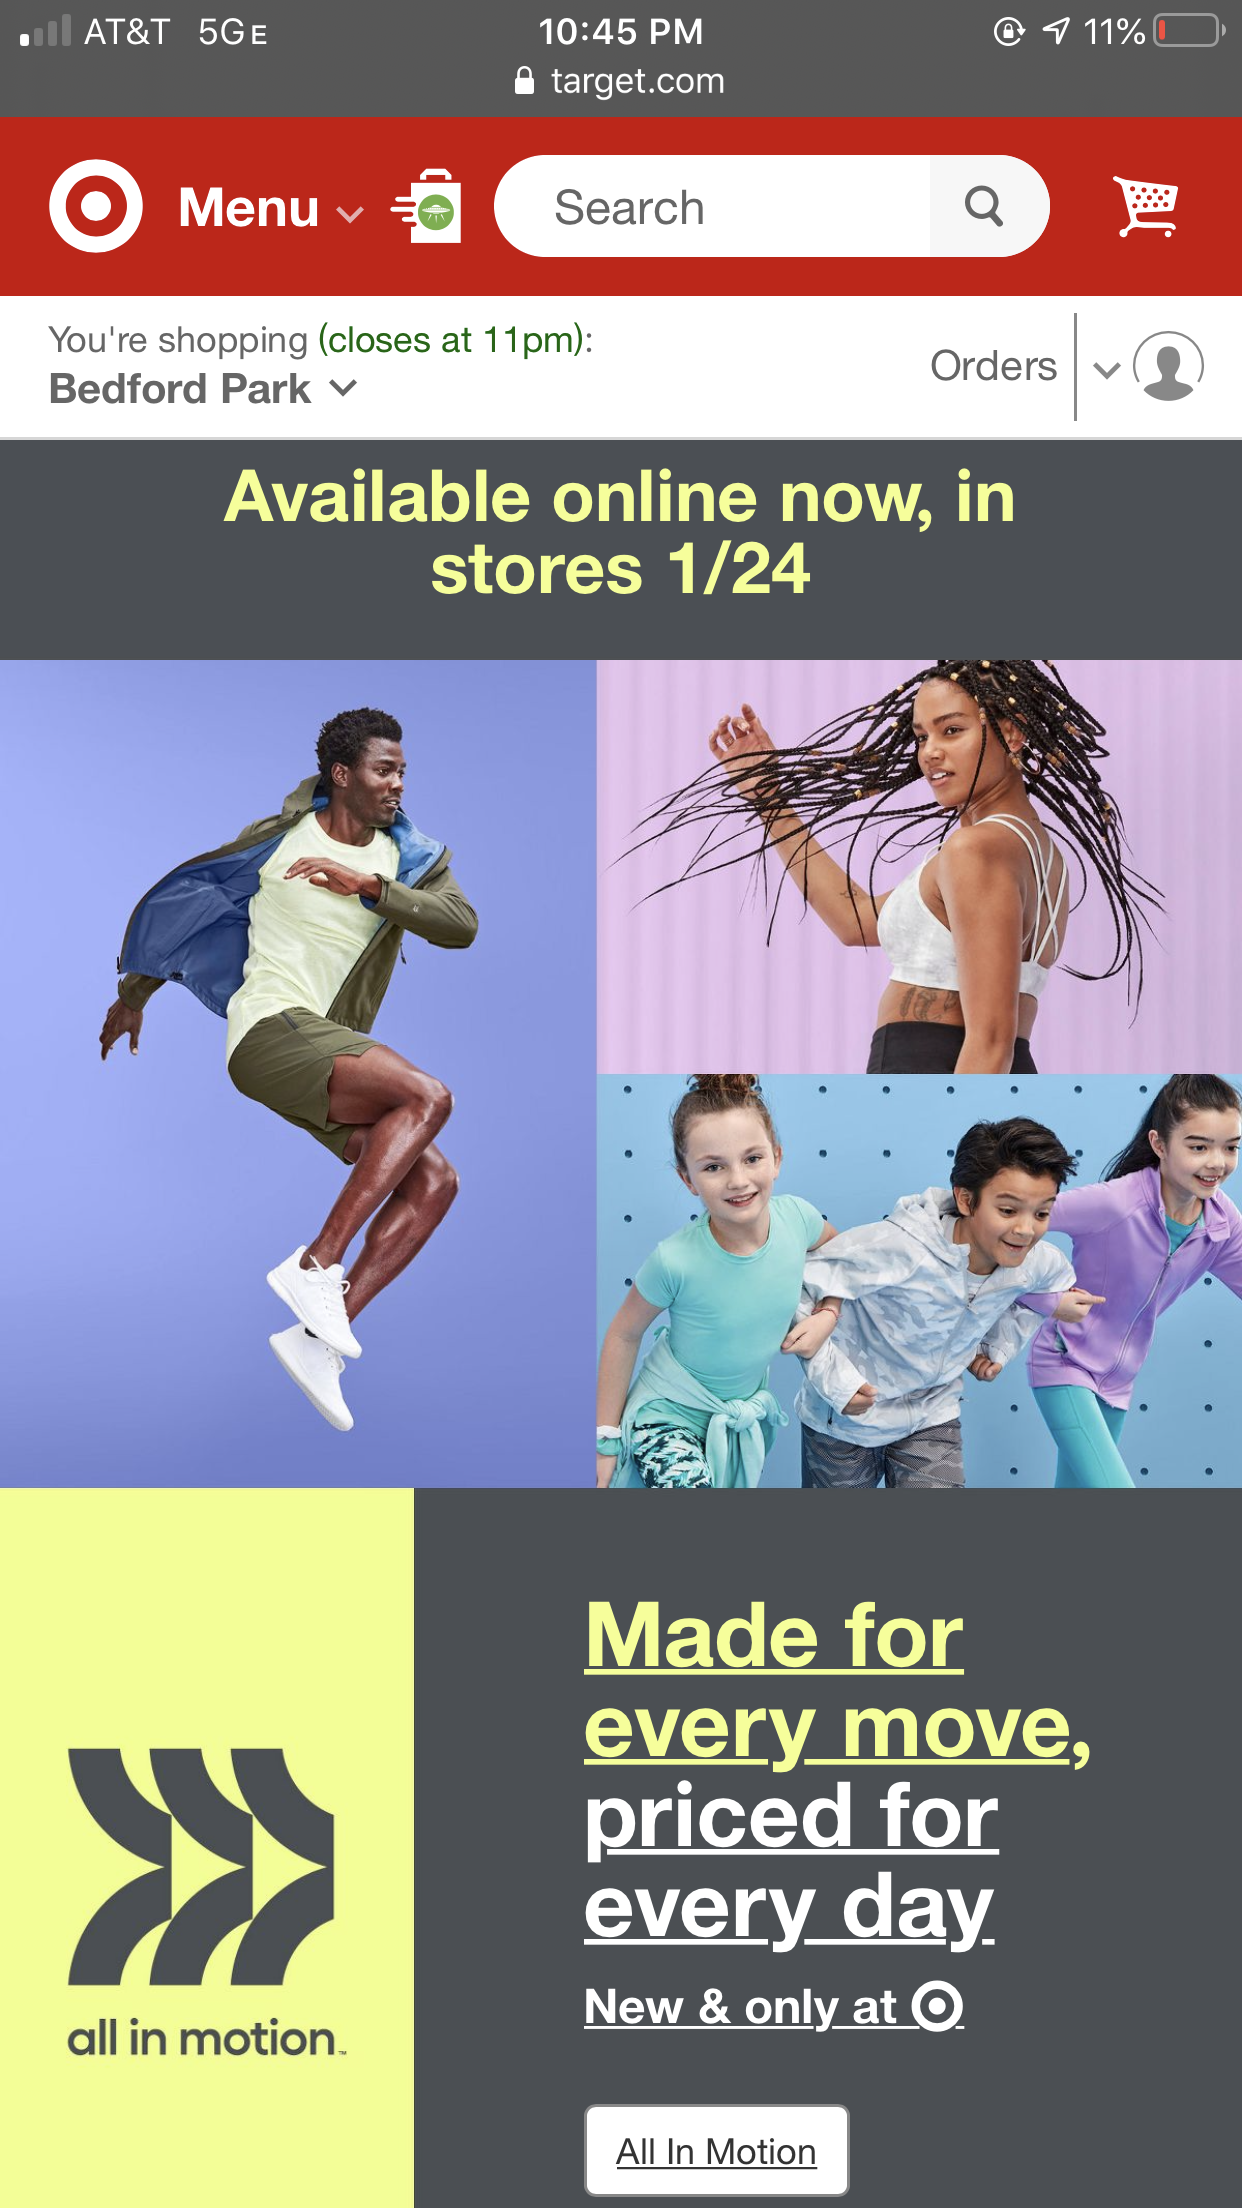 AT&T 5GE
10:45 PM
11%
target.com
Menu
Search
You're shopping (closes at 11pm):
Bedford Park
Orders
Available online now, in
stores 1/24
Made for
every move,
priced for
every day
New & only at
all in motion™
All In Motion